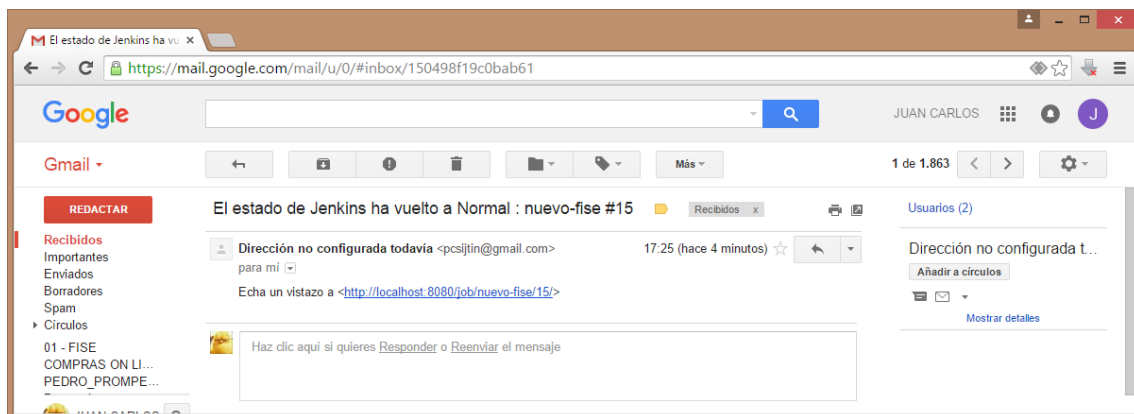 El estado de Jenkins ha vu
https://mail.google.com/mail/u/0/#inbox/150498f19c0bab61
Google
JUAN CARLOS
J
Gmail
Más
1 de 1.863
REDACTAR
El estado de Jenkins ha vuelto a Normal : nuevo-fise #15
Recibidos x
Usuarios (2)
Recibidos
Importantes
Enviados
Borradores
Spam
Círculos
01 - FISE
COMPRAS ON LI...
PEDRO_PROMPE...
JUAN CARLOS
Dirección no configurada todavía <pcsijtin@gmail.com>
17:25 (hace 4 minutos)
para mí
Echa un vistazo a <http://localhost:8080/job/nuevo-fise/15/>
Haz clic aquí si quieres Responder o Reenviar el mensaje
Dirección no configurada t...
Añadir a círculos
Mostrar detalles